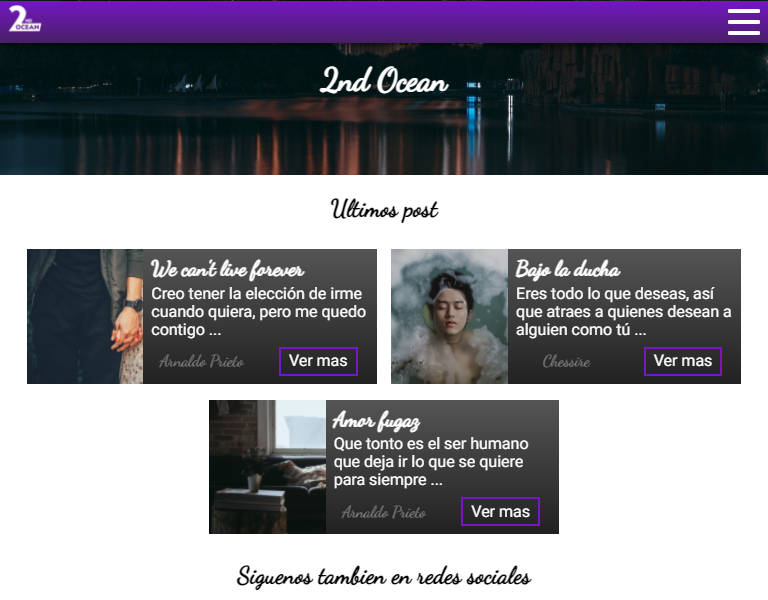 2ND
OCEAN
2nd Ocean
Ultimos post
We can't live forever
Creo tener la elección de irme
cuando quiera, pero me quedo
contigo ...
Arnaldo Prieto
Ver mas
Bajo la ducha
Eres todo lo que deseas, así
que atraes a quienes desean a
alguien como tú ...
Chessire
Ver mas
Amor fugaz
Que tonto es el ser humano
que deja ir lo que se quiere
para siempre ...
Arnaldo Prieto
Ver mas
Siguenos tambien en redes sociales